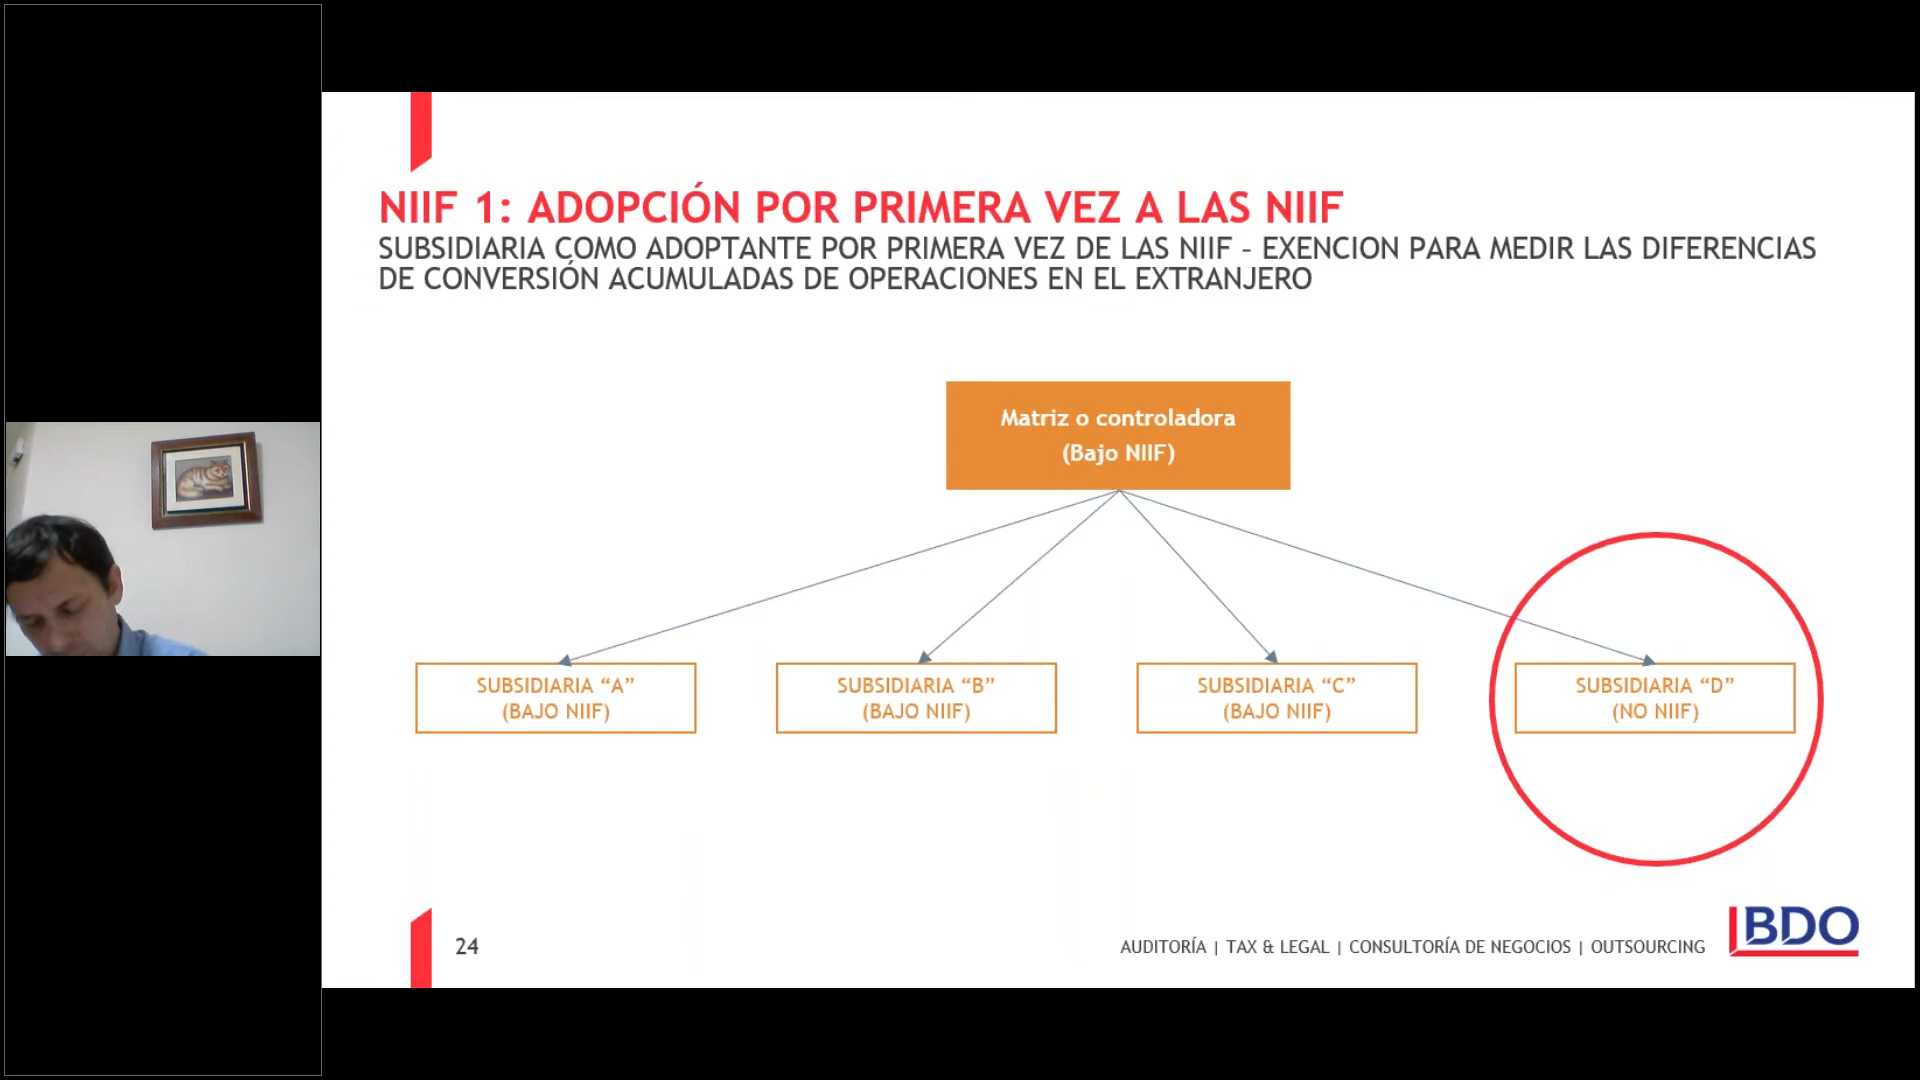 NIIF 1: ADOPCIÓN POR PRIMERA VEZ A LAS NIIF
SUBSIDIARIA COMO ADOPTANTE POR PRIMERA VEZ DE LAS NIIF – EXENCION PARA MEDIR LAS DIFERENCIAS
DE CONVERSIÓN ACUMULADAS DE OPERACIONES EN EL EXTRANJERO
Matriz o controladora
(Bajo NIIF)
SUBSIDIARIA “A”
(BAJO NIIF)
SUBSIDIARIA “B”
(BAJO NIIF)
SUBSIDIARIA “C”
(BAJO NIIF)
SUBSIDIARIA “D”
(NO NIIF)
24
AUDITORÍA | TAX & LEGAL | CONSULTORÍA DE NEGOCIOS | OUTSOURCING
BDO